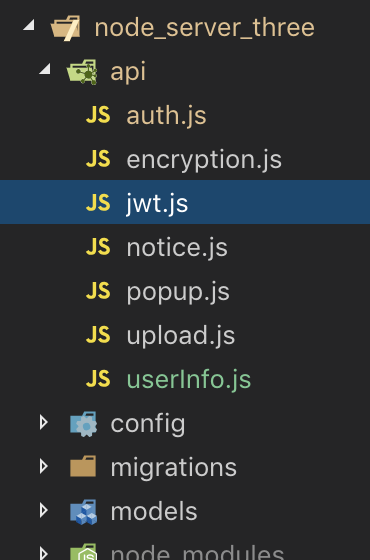 node_server_three
api
JS auth.js
JS encryption.js
JS jwt.js
JS notice.js
JS popup.js
JS upload.js
JS userInfo.js
config
migrations
models
node_modules